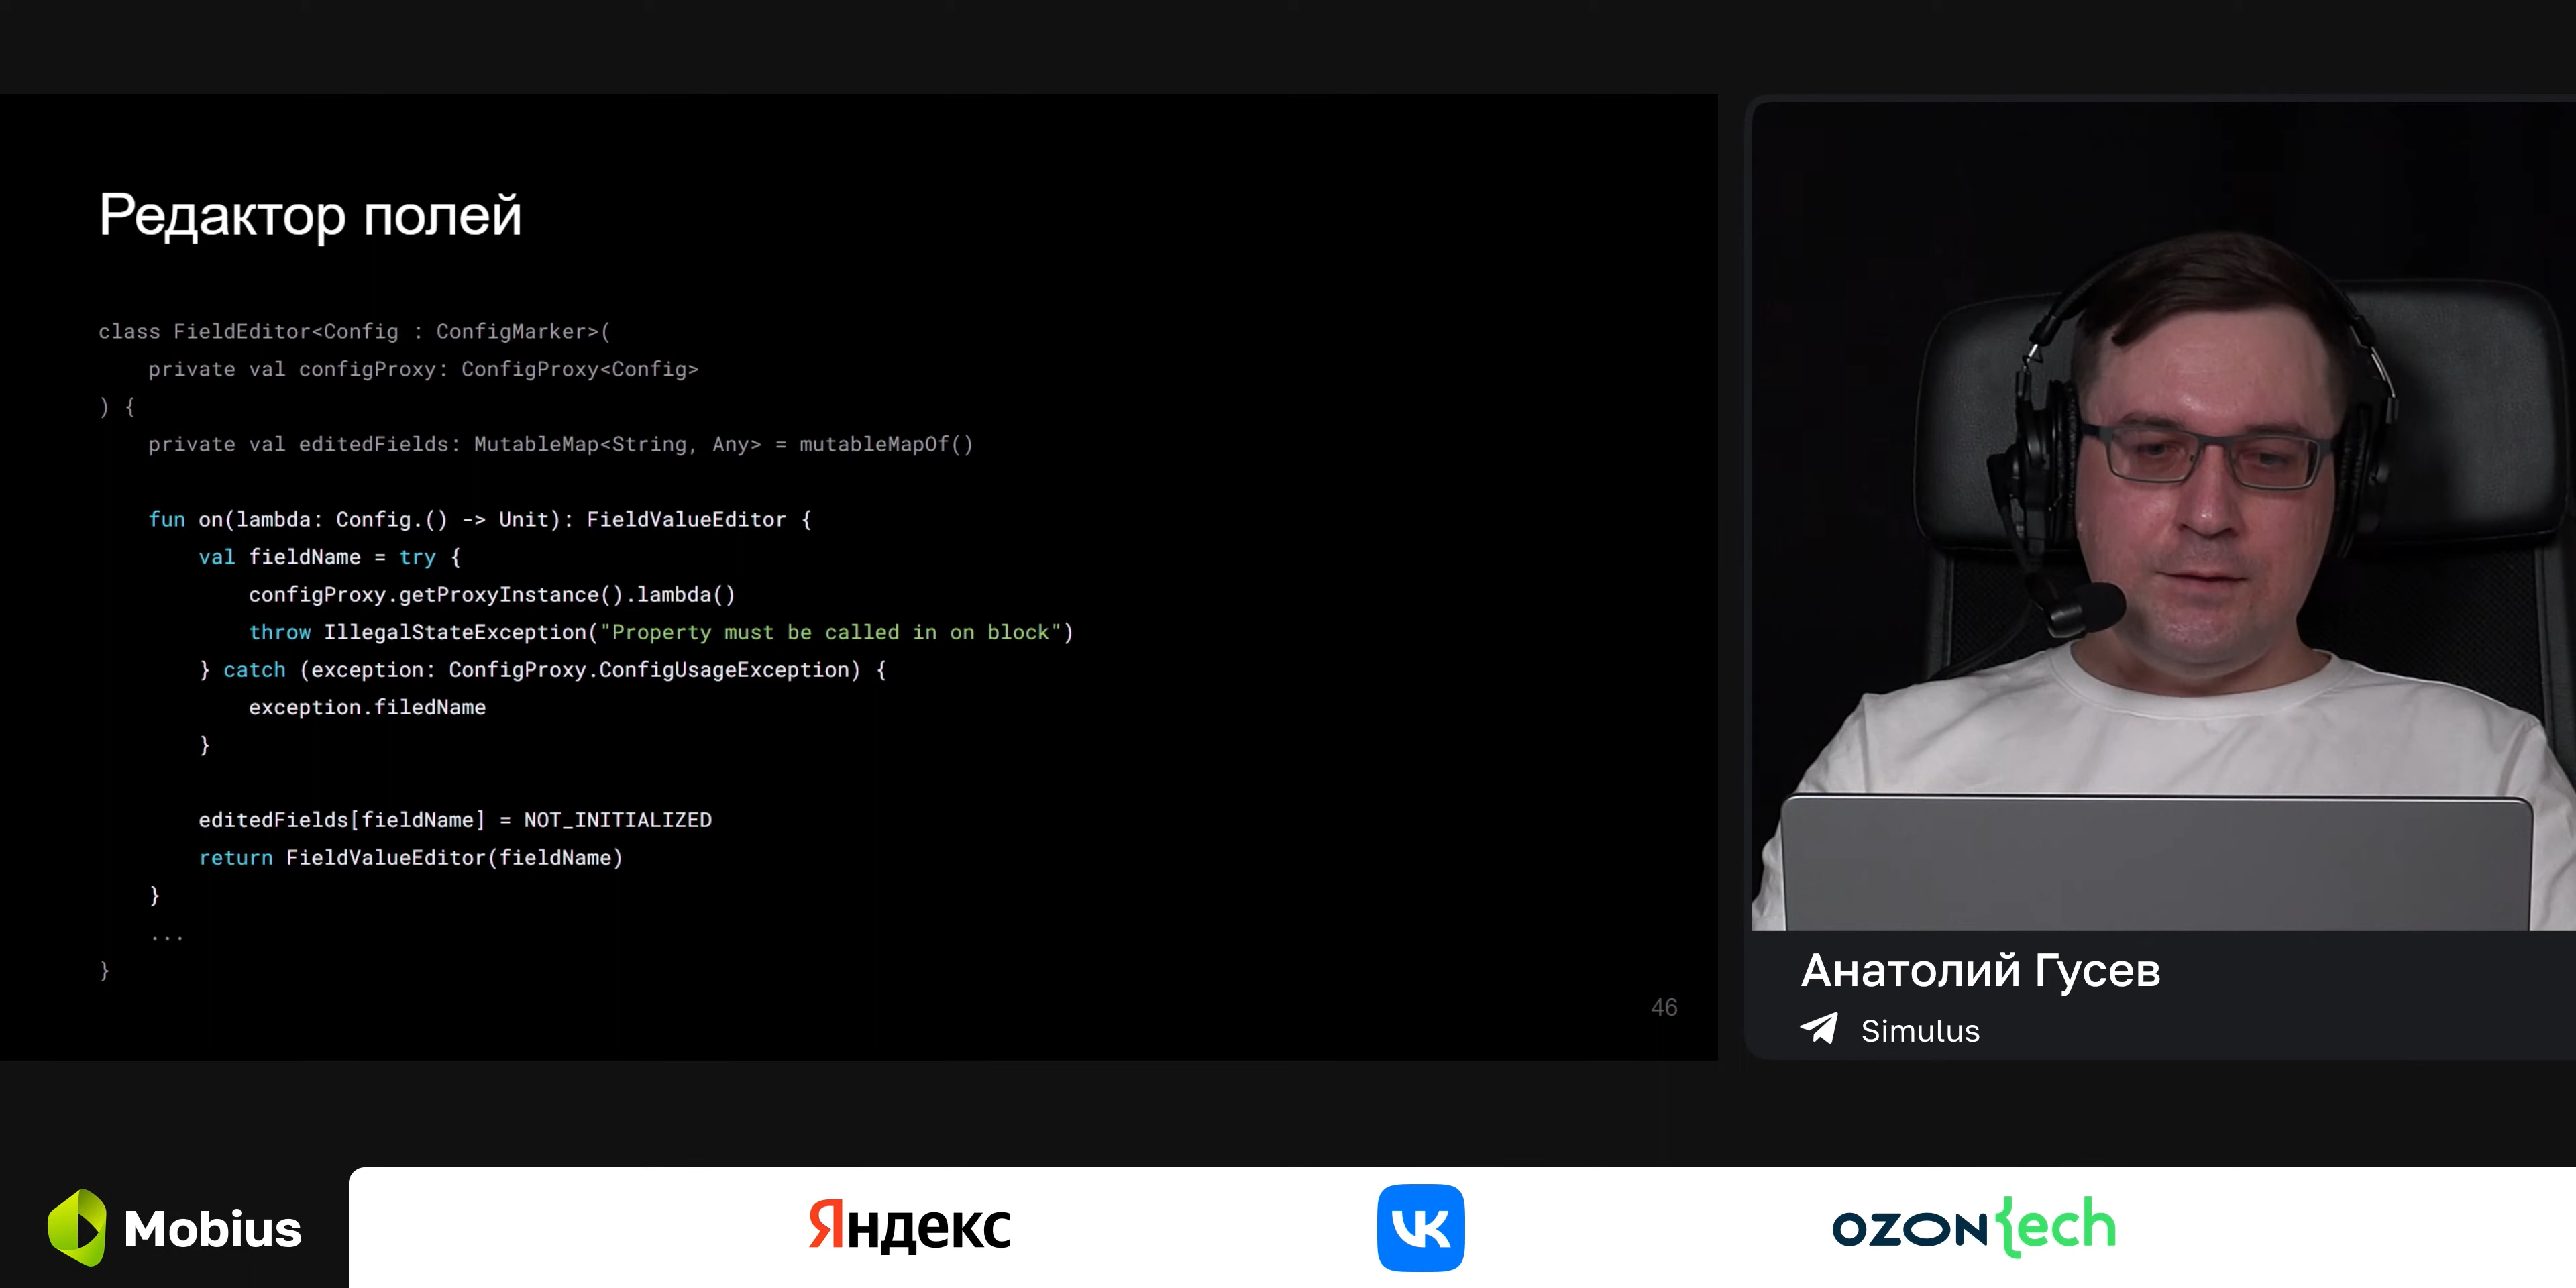 Редактор полей
class FieldEditor<Config : ConfigMarker>(
    private val configProxy: ConfigProxy<Config>
) {
    private val editedFields: MutableMap<String, Any> = mutableMapOf()
    fun on(lambda: Config.() -> Unit): FieldValueEditor {
        val fieldName = try {
            configProxy.getProxyInstance().lambda()
            throw IllegalStateException("Property must be called in on block")
        } catch (exception: ConfigProxy.ConfigUsageException) {
            exception.filedName
        }
        editedFields[fieldName] = NOT_INITIALIZED
        return FieldValueEditor(fieldName)
    }
    ...
}
46
Анатолий Гусев
Simulus
Mobius
Яндекс
VK
ozon{tech